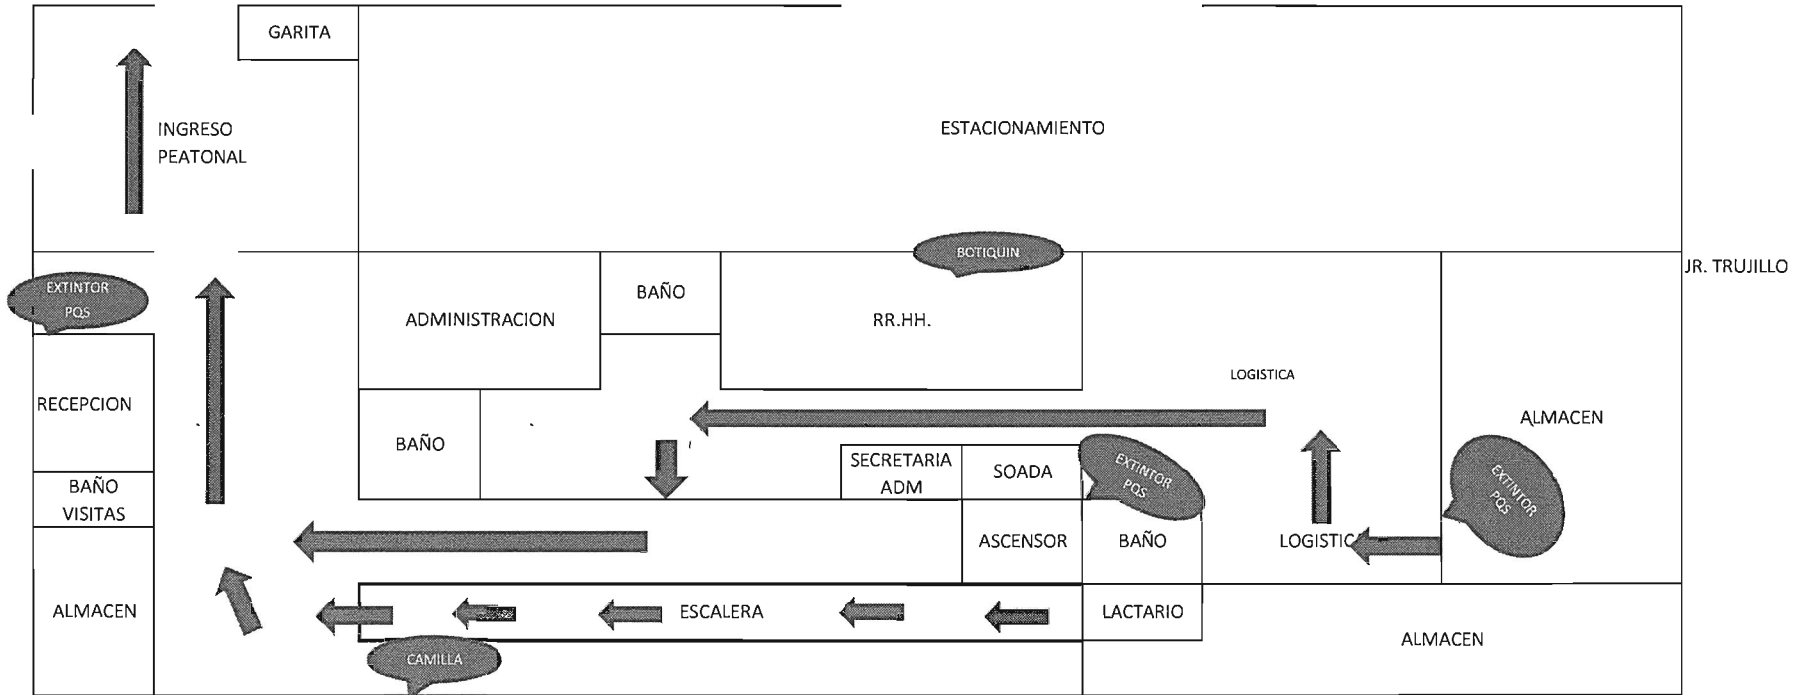 GARITA
INGRESO
PEATONAL
ESTACIONAMIENTO
BOTIQUIN
JR. TRUJILLO
EXTINTOR
PQS
ADMINISTRACION
BAÑO
RR.HH.
LOGISTICA
RECEPCION
ALMACEN
BAÑO
SECRETARIA
ADM
SOADA
EXTINTOR
PQS
EXTINTOR
PQS
BAÑO
VISITAS
ASCENSOR
BAÑO
LOGISTIC
ALMACEN
ESCALERA
LACTARIO
ALMACEN
CAMILLA